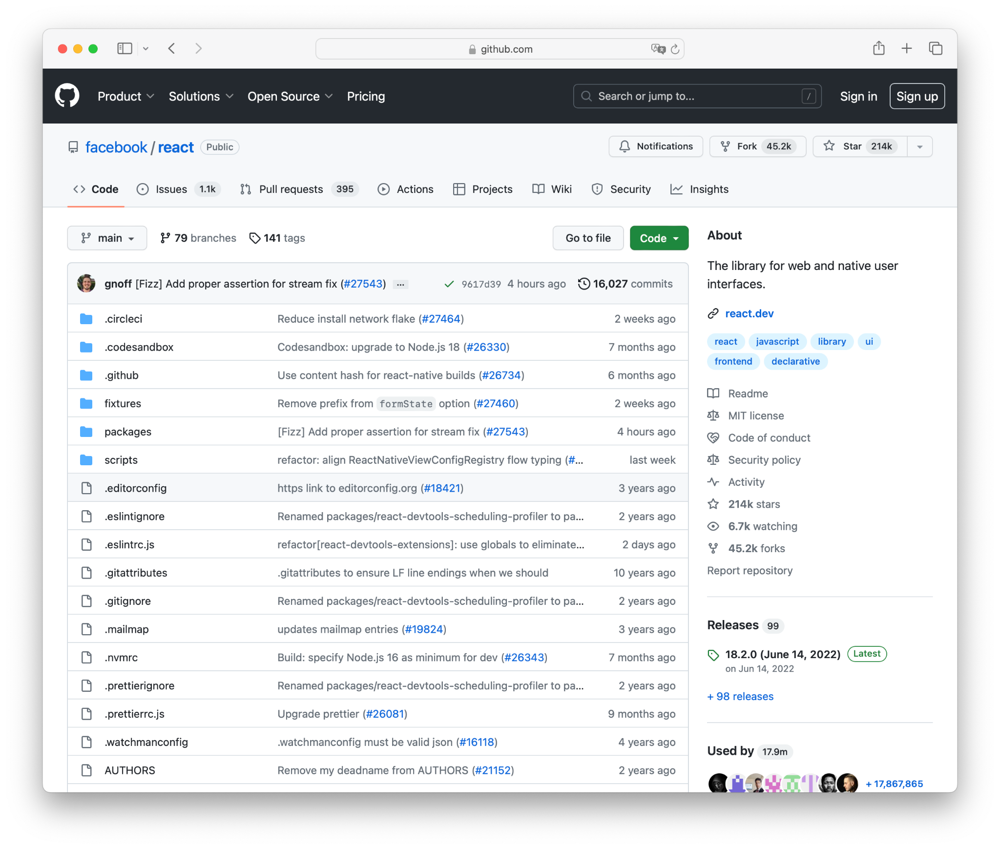 github.com
Product Solutions Open Source Pricing Search or jump to... / Sign in Sign up
facebook / react Public Notifications Fork 45.2k Star 214k
Code Issues 1.1k Pull requests 395 Actions Projects Wiki Security Insights
main 79 branches 141 tags Go to file Code
gnoff [Fizz] Add proper assertion for stream fix (#27543) ... 9617d39 4 hours ago 16,027 commits
.circleci Reduce install network flake (#27464) 2 weeks ago
.codesandbox Codesandbox: upgrade to Node.js 18 (#26330) 7 months ago
.github Use content hash for react-native builds (#26734) 6 months ago
fixtures Remove prefix from formState option (#27460) 2 weeks ago
packages [Fizz] Add proper assertion for stream fix (#27543) 4 hours ago
scripts refactor: align ReactNativeViewConfigRegistry flow typing (#... last week
.editorconfig https link to editorconfig.org (#18421) 3 years ago
.eslintignore Renamed packages/react-devtools-scheduling-profiler to pa... 2 years ago
.eslintrc.js refactor[react-devtools-extensions]: use globals to eliminate... 2 days ago
.gitattributes .gitattributes to ensure LF line endings when we should 10 years ago
.gitignore Renamed packages/react-devtools-scheduling-profiler to pa... 2 years ago
.mailmap updates mailmap entries (#19824) 3 years ago
.nvmrc Build: specify Node.js 16 as minimum for dev (#26343) 7 months ago
.prettierignore Renamed packages/react-devtools-scheduling-profiler to pa... 2 years ago
.prettierrc.js Upgrade prettier (#26081) 9 months ago
.watchmanconfig .watchmanconfig must be valid json (#16118) 4 years ago
AUTHORS Remove my deadname from AUTHORS (#21152) 2 years ago
About
The library for web and native user
interfaces.
react.dev
react javascript library ui
frontend declarative
Readme
MIT license
Code of conduct
Security policy
Activity
214k stars
6.7k watching
45.2k forks
Report repository
Releases 99
18.2.0 (June 14, 2022) Latest
on Jun 14, 2022
+ 98 releases
Used by 17.9m
+ 17,867,865